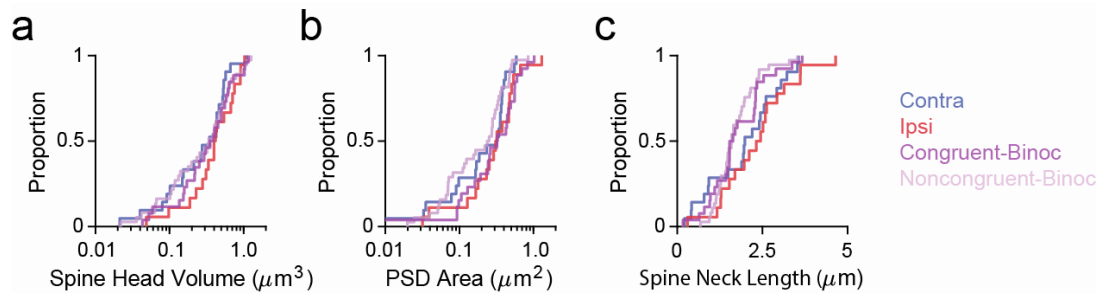 a
Proportion
1
0.5
0
0.01
0.1
1.0
Spine Head Volume (μm³)
b
Proportion
1
0.5
0
0.01
0.1
1.0
PSD Area (μm²)
c
Proportion
1
0.5
0
0
2.5
5
Spine Neck Length (μm)
Contra
Ipsi
Congruent-Binoc
Noncongruent-Binoc